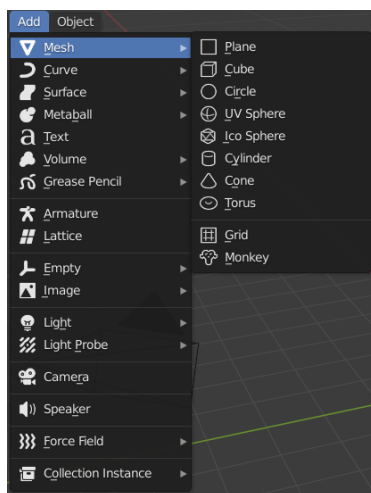 Add Object
Mesh
Curve
Surface
Metaball
Text
Volume
Grease Pencil
Armature
Lattice
Empty
Image
Light
Light Probe
Camera
Speaker
Force Field
Collection Instance
Plane
Cube
Circle
UV Sphere
Ico Sphere
Cylinder
Cone
Torus
Grid
Monkey